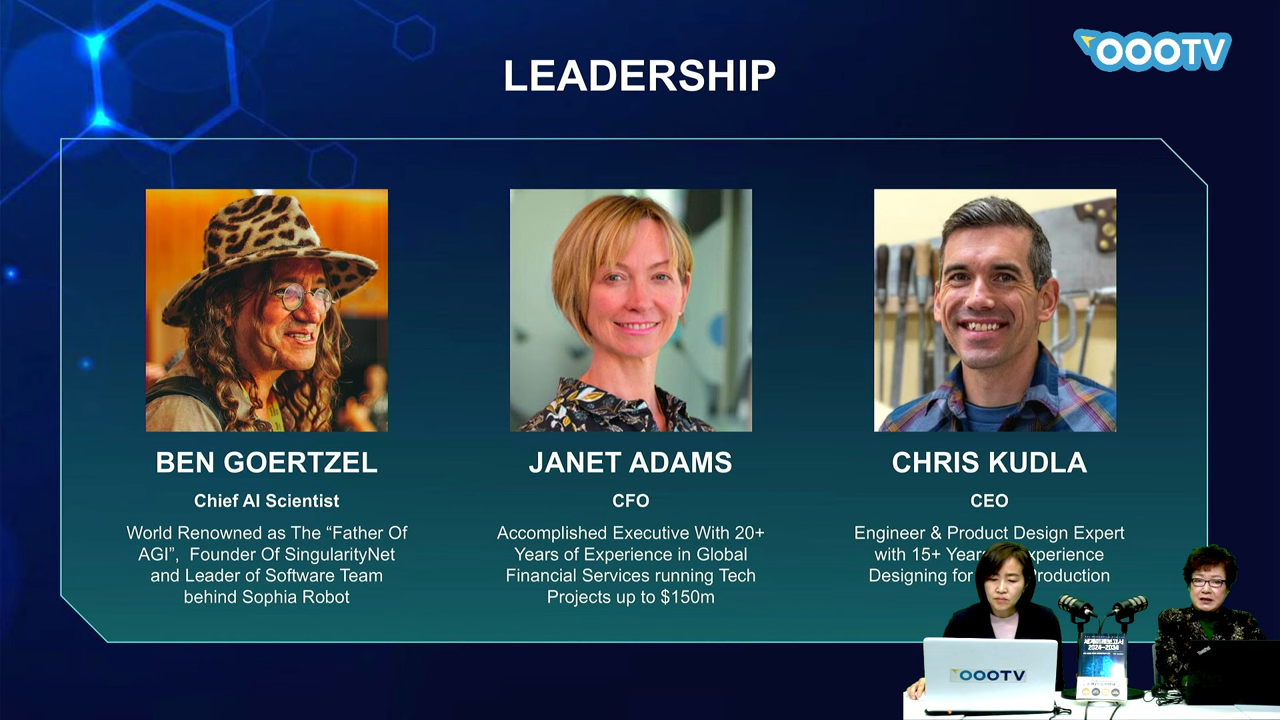 LEADERSHIP
OOOTV
BEN GOERTZEL
Chief AI Scientist
World Renowned as The “Father Of
AGI”, Founder Of SingularityNet
and Leader of Software Team
behind Sophia Robot
JANET ADAMS
CFO
Accomplished Executive With 20+
Years of Experience in Global
Financial Services running Tech
Projects up to $150m
CHRIS KUDLA
CEO
Engineer & Product Design Expert
with 15+
Designing for Production
OOOTV
2024-2034